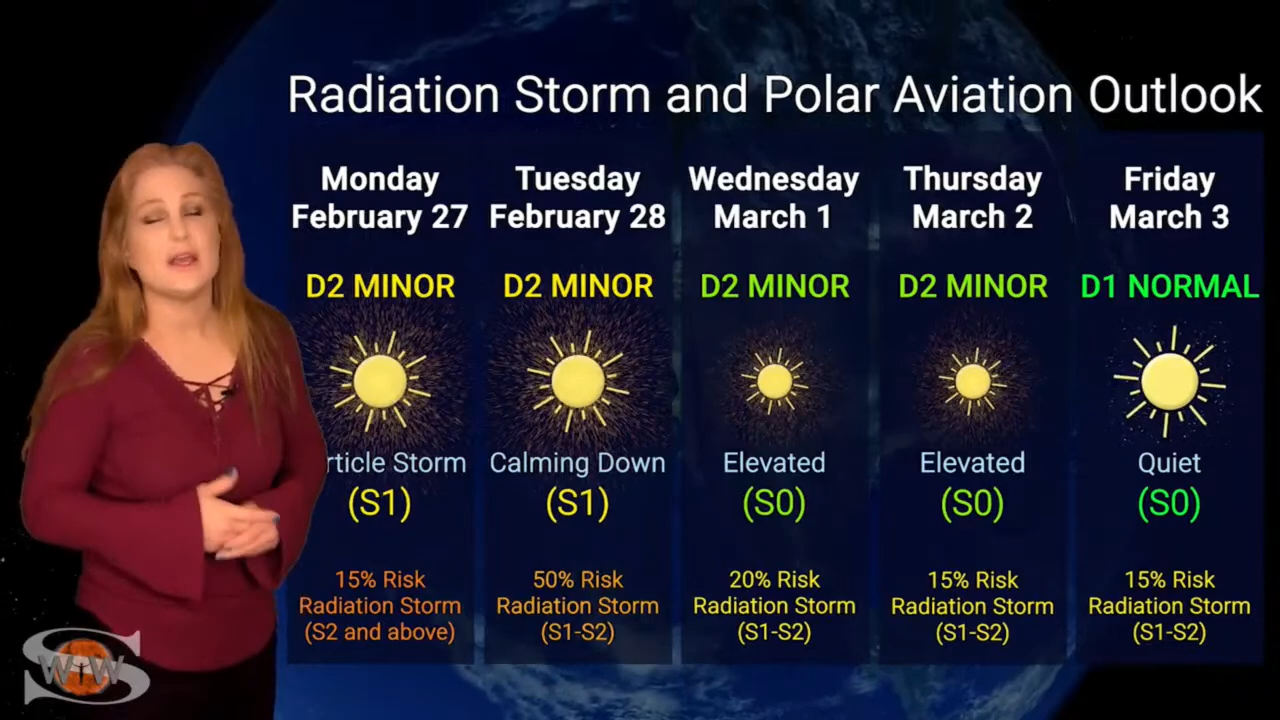 Radiation Storm and Polar Aviation Outlook
Monday
February 27
D2 MINOR
rticle Storm
(S1)
15% Risk
Radiation Storm
(S2 and above)
Tuesday
February 28
D2 MINOR
Calming Down
(S1)
50% Risk
Radiation Storm
(S1-S2)
Wednesday
March 1
D2 MINOR
Elevated
(S0)
20% Risk
Radiation Storm
(S1-S2)
Thursday
March 2
D2 MINOR
Elevated
(S0)
15% Risk
Radiation Storm
(S1-S2)
Friday
March 3
D1 NORMAL
Quiet
(S0)
15% Risk
Radiation Storm
(S1-S2)
S
WW